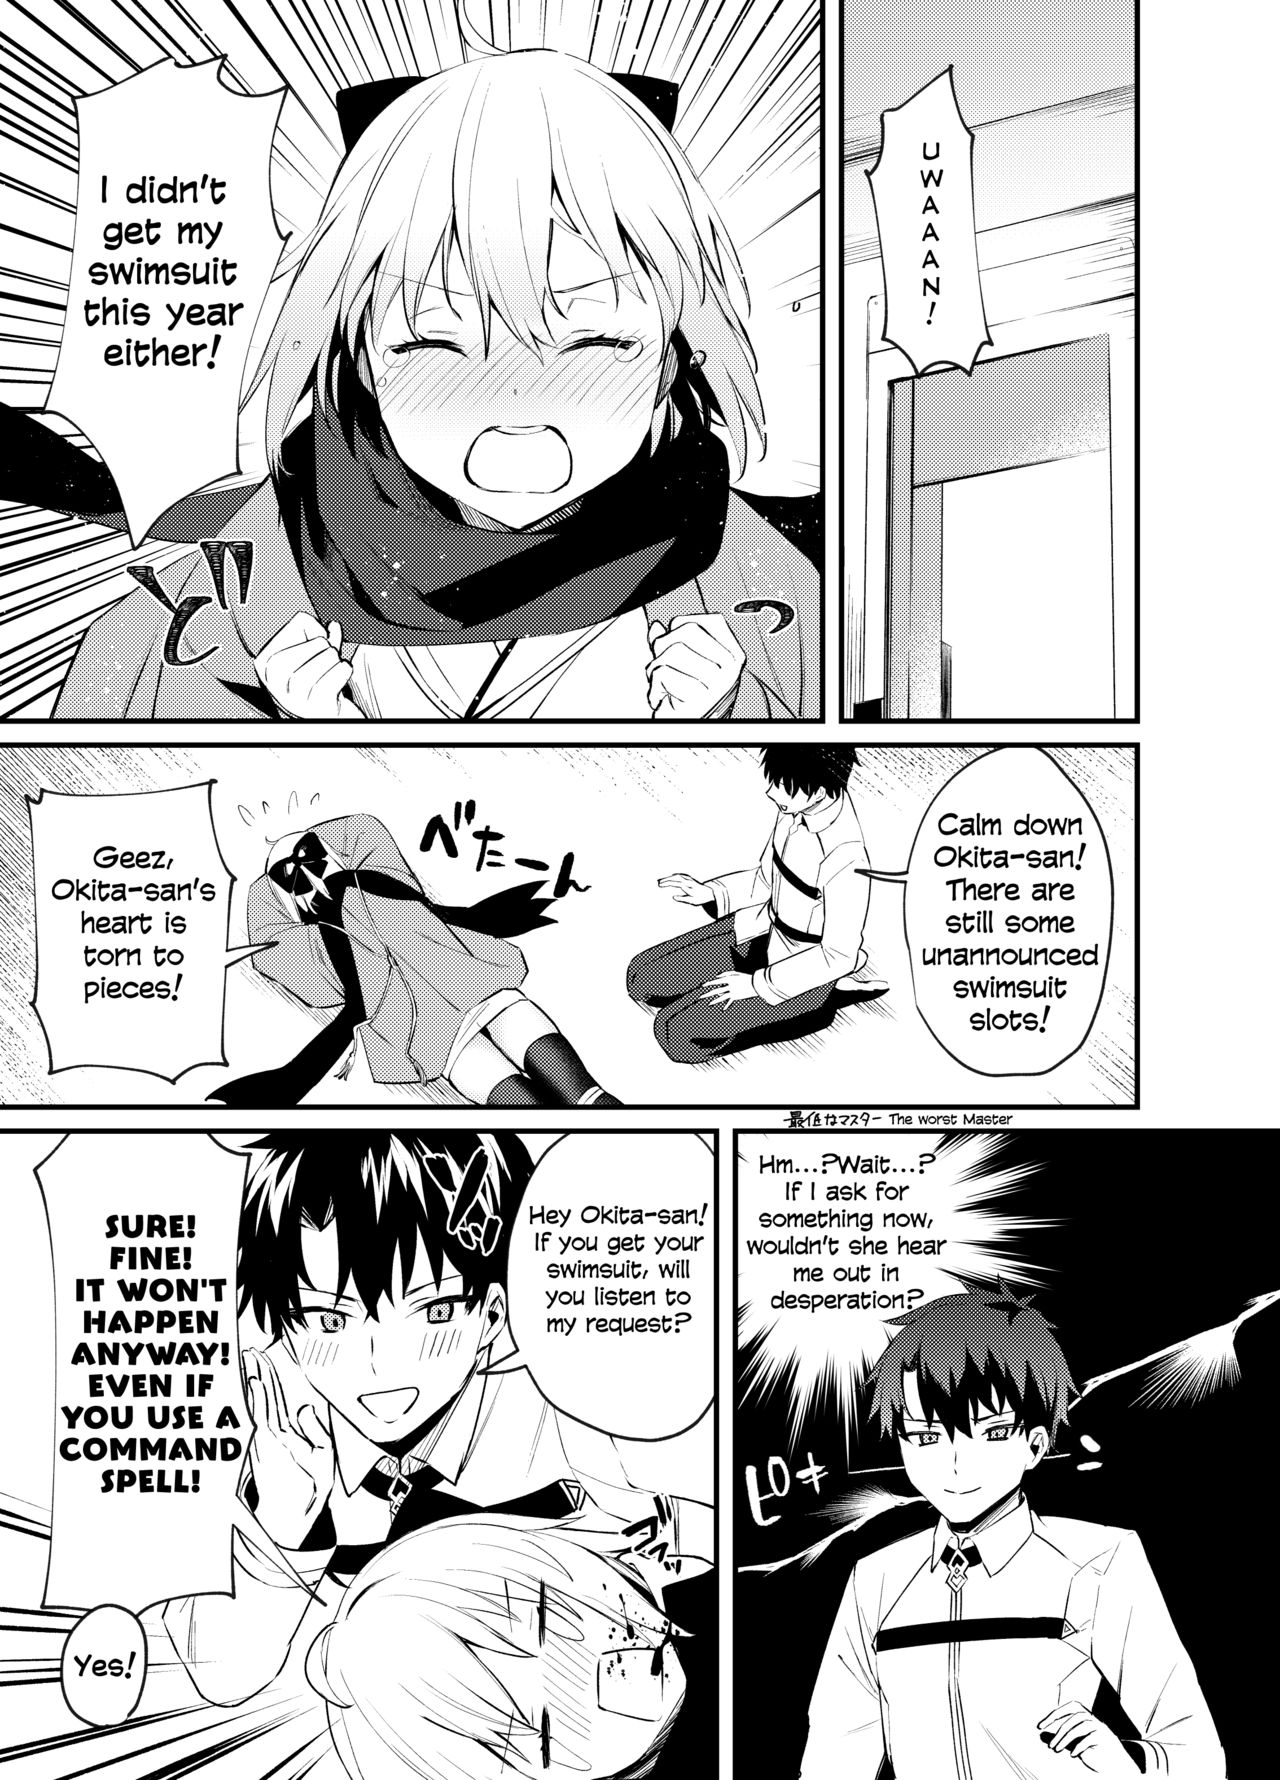 UWAAAN!
I didn't
get my
swimsuit
this year
either!
ど
ん
っ
Calm down
Okita-san!
There are
still some
unannounced
swimsuit
slots!
べたーん
Geez,
Okita-san's
heart is
torn to
pieces!
最低なマスター The worst Master
Hm...?Wait...?
If I ask for
something now,
wouldn't she hear
me out in
desperation?
Hey Okita-san!
If you get your
swimsuit, will
you listen to
my request?
SURE!
FINE!
IT WON'T
HAPPEN
ANYWAY!
EVEN IF
YOU USE A
COMMAND
SPELL!
Yes!